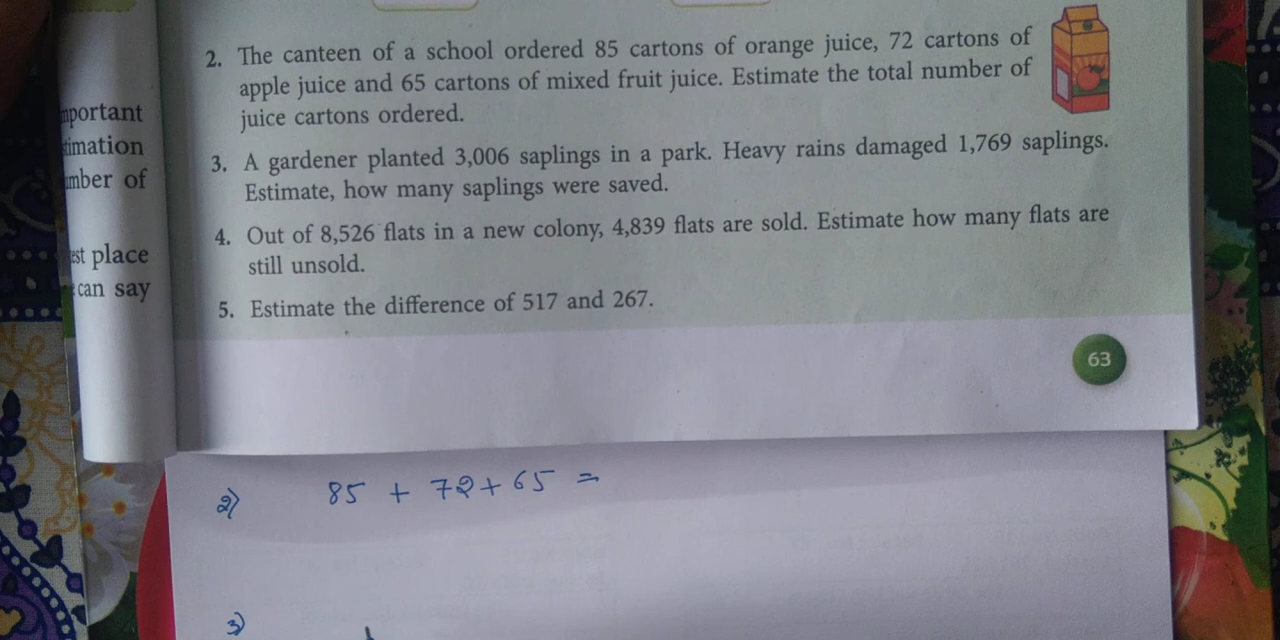 2. The canteen of a school ordered 85 cartons of orange juice, 72 cartons of
apple juice and 65 cartons of mixed fruit juice. Estimate the total number of
juice cartons ordered.
3. A gardener planted 3,006 saplings in a park. Heavy rains damaged 1,769 saplings.
Estimate, how many saplings were saved.
4. Out of 8,526 flats in a new colony, 4,839 flats are sold. Estimate how many flats are
still unsold.
5. Estimate the difference of 517 and 267.
63
mportant
timation
mber of
est place
can say
2) 85 + 72 + 65 =
3)